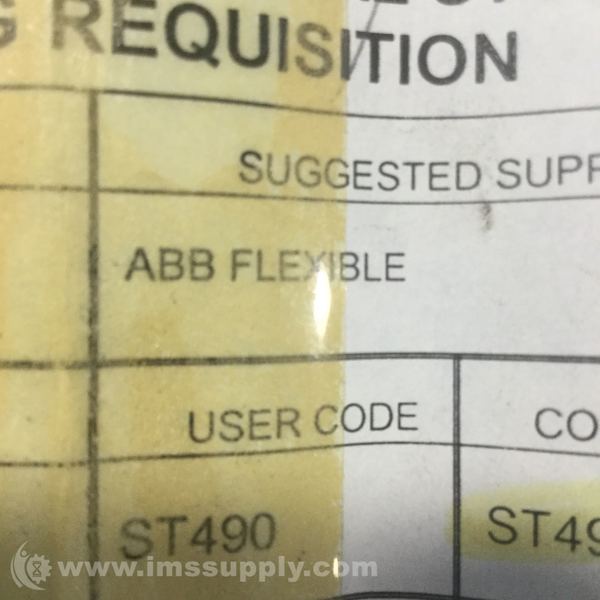 G REQUISITION
SUGGESTED SUPP
ABB FLEXIBLE
USER CODE
CO
ST490
ST49
www.imssupply.com